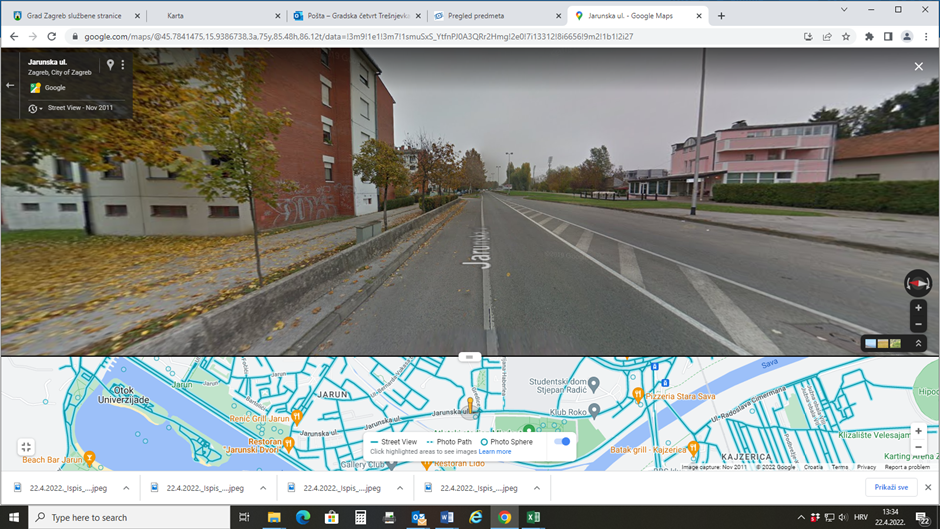 Grad Zagreb službene stranice
Karta
Pošta – Gradska četvrt Trešnjevk
Pregled predmeta
Jarunska ul. - Google Maps
google.com/maps/@45.7841475,15.9386738,3a,75y,85.48h,86.12t/data=!3m9!1e1!3m7!1smuSxS_YtfnPJ0A3QRr2Hmg!2e0!7i13312!8i6656!9m2!1b1!2i27
Jarunska ul.
Zagreb, City of Zagreb
Google
Street View - Nov 2011
Jarunsk
Otok
Univerzijade
Jarun
JARUN
Bartolići
Renic Grill Jarun
Restoran
Jarunski Dvori
Beach Bar Jarun
Jarunska ul.
Jarunska ul.
Gallery Club
Restoran Lido
Studentski dom
Stjepan Radić
Klub Roko
Pizzeria Stara Sava
Sava
Batak grill - Kajzerica
KAJZERICA
Ul. Radoslava Cimermana
Klizalište Velesajam
Karting Arena Z
Street View
Photo Path
Photo Sphere
Click highlighted areas to see images Learn more
Image capture: Nov 2011
© 2022 Google
Croatia
Terms
Privacy
Report a problem
22.4.2022._Ispis_....jpeg
22.4.2022._Ispis_....jpeg
22.4.2022._Ispis_....jpeg
22.4.2022._Ispis_....jpeg
Prikaži sve
Type here to search
HRV
13:34
22.4.2022.
22